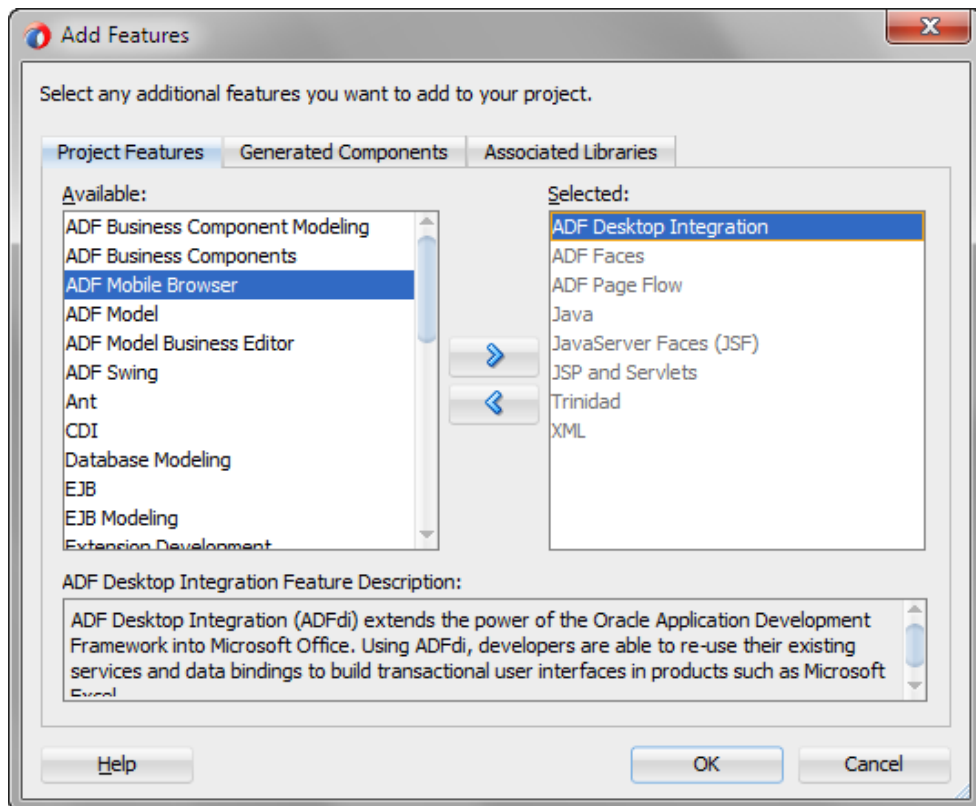 Add Features
Select any additional features you want to add to your project.
Project Features
Generated Components
Associated Libraries
Available:
ADF Business Component Modeling
ADF Business Components
ADF Mobile Browser
ADF Model
ADF Model Business Editor
ADF Swing
Ant
CDI
Database Modeling
EJB
EJB Modeling
Extension Development
Selected:
ADF Desktop Integration
ADF Faces
ADF Page Flow
Java
JavaServer Faces (JSF)
JSP and Servlets
Trinidad
XML
ADF Desktop Integration Feature Description:
ADF Desktop Integration (ADFdi) extends the power of the Oracle Application Development
Framework into Microsoft Office. Using ADFdi, developers are able to re-use their existing
services and data bindings to build transactional user interfaces in products such as Microsoft
Excel
Help
OK
Cancel